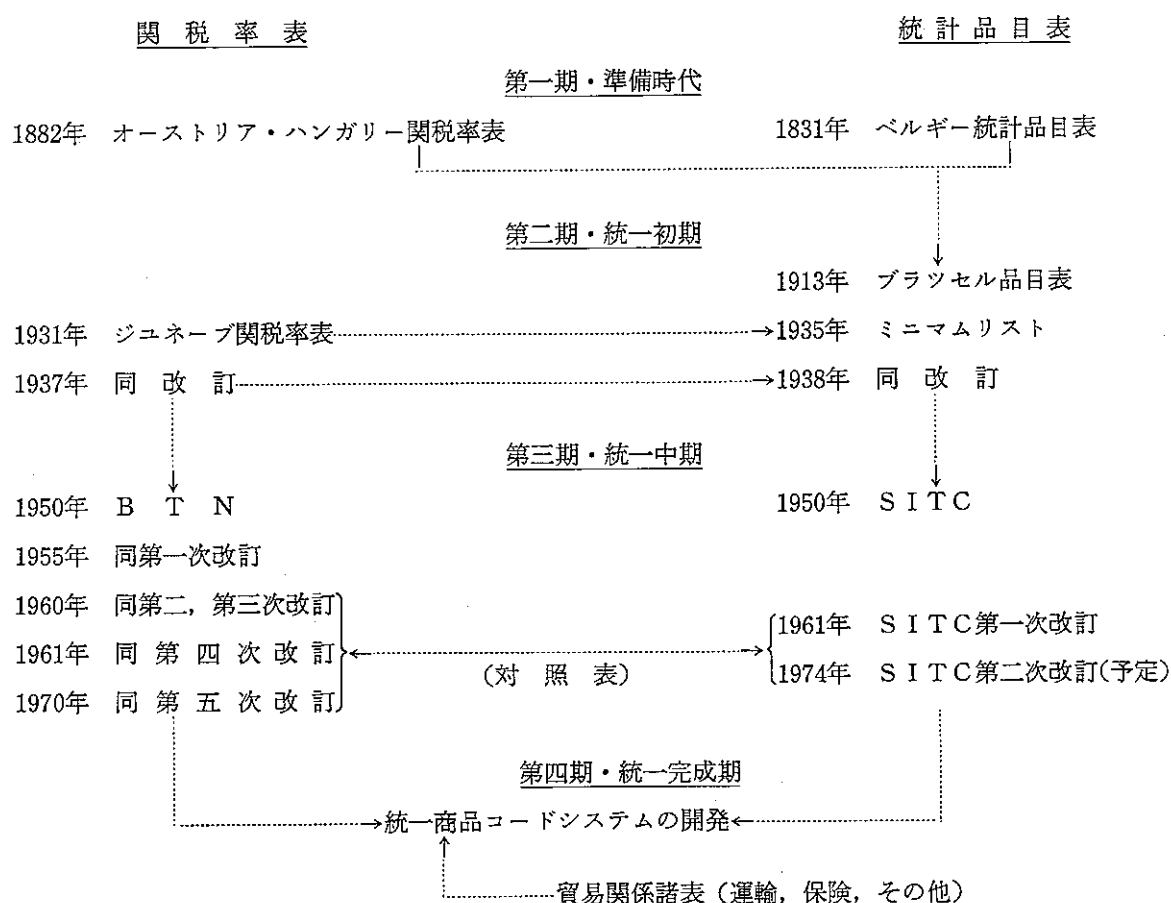 関税率表　統計品目表
第一期・準備時代
1882年 オーストリア・ハンガリー関税率表　1831年 ベルギー統計品目表
第二期・統一初期
1913年 ブラツセル品目表
1931年 ジユネーブ関税率表→1935年 ミニマムリスト
1937年 同改訂→1938年 同改訂
第三期・統一中期
1950年 BTN　1950年 SITC
1955年 同第一次改訂
1960年 同第二，第三次改訂
1961年 SITC第一次改訂
1961年 同第四次改訂
(対照表)
1974年 SITC第二次改訂(予定)
1970年 同第五次改訂
第四期・統一完成期
→統一商品コードシステムの開発←
貿易関係諸表（運輸，保険，その他）